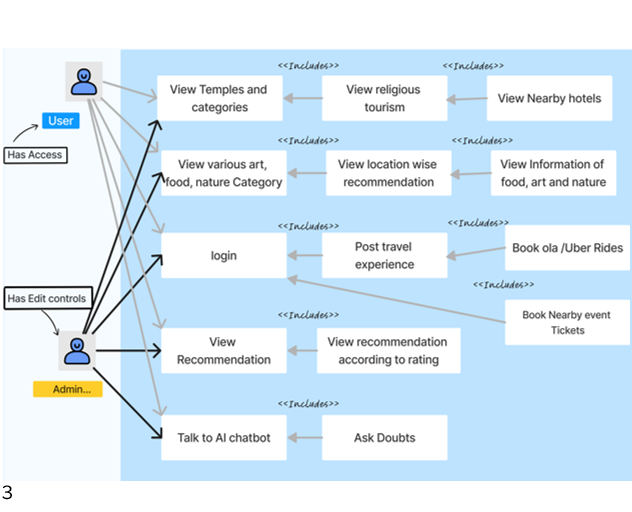 <<Includes>>
<<Includes>>
View Temples and
categories
View religious
tourism
View Nearby hotels
User
Has Access
<<Includes>>
<<Includes>>
View various art,
food, nature Category
View location wise
recommendation
View Information of
food, art and nature
<<Includes>>
<<Includes>>
login
Post travel
experience
Book ola /Uber Rides
<<Includes>>
Has Edit controls
Book Nearby event
Tickets
<<Includes>>
View
Recommendation
View recommendation
according to rating
Admin...
<<Includes>>
Talk to AI chatbot
Ask Doubts
3